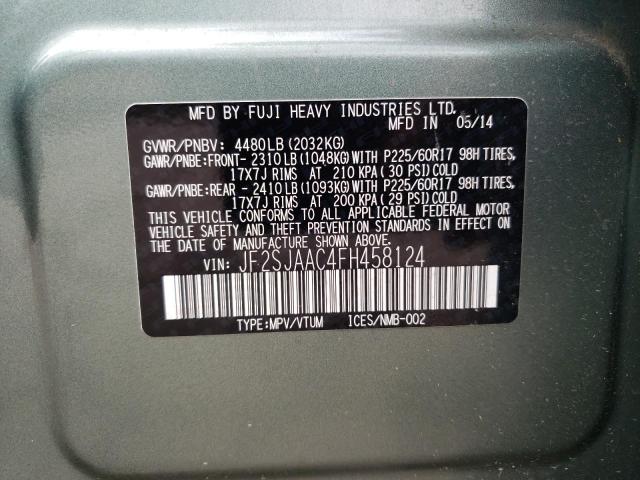 MFD BY FUJI HEAVY INDUSTRIES LTD.
MFD IN 05/14
GVWR/PNBV: 4480LB (2032KG)
GAWR/PNBE:FRONT- 2310LB (1048KG) WITH P225/60R17 98H TIRES,
17X7J RIMS AT 210 KPA ( 30 PSI) COLD
GAWR/PNBE:REAR - 2410LB (1093KG) WITH P225/60R17 98H TIRES,
17X7J RIMS AT 200 KPA ( 29 PSI) COLD
THIS VEHICLE CONFORMS TO ALL APPLICABLE FEDERAL MOTOR
VEHICLE SAFETY AND THEFT PREVENTION STANDARDS IN EFFECT ON
THE DATE OF MANUFACTURE SHOWN ABOVE.
VIN: JF2SJAAC4FH458124
TYPE:MPV/VTUM ICES/NMB-002